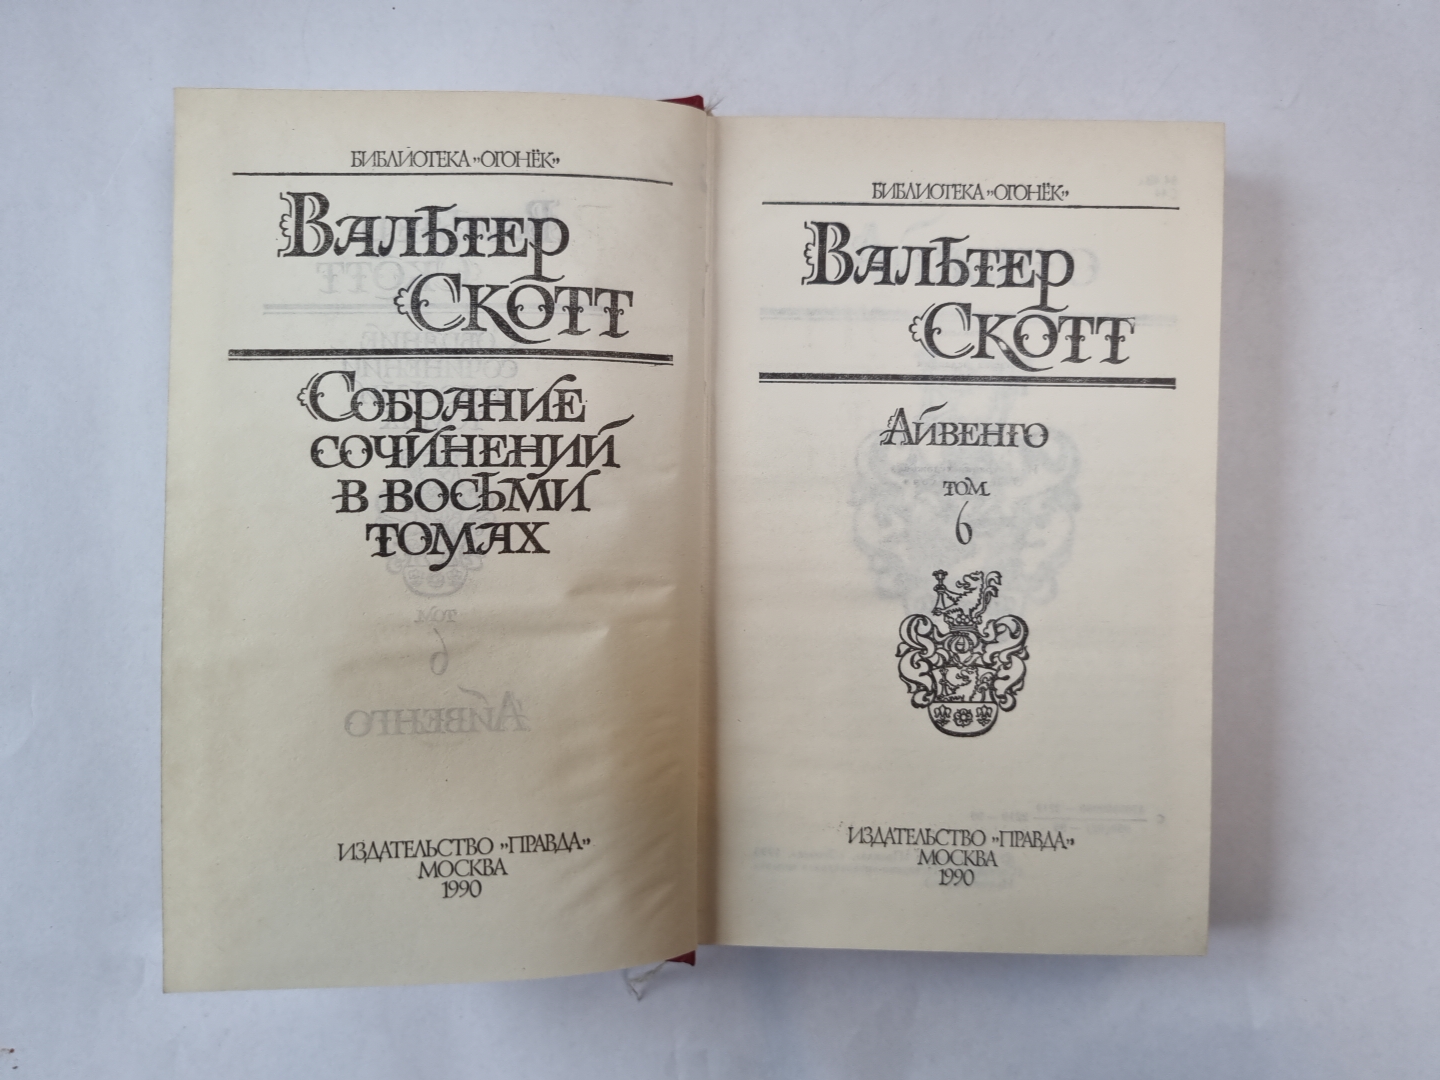 БИБЛИОТЕКА „ОГОНЁК"
ВАЛЬТЕР
СКОТТ
СОБРАНИЕ
СОЧИНЕНИЙ
В ВОСЬМИ
ТОМАХ
ИЗДАТЕЛЬСТВО „ПРАВДА"
МОСКВА
1990
БИБЛИОТЕКА „ОГОНЁК"
ВАЛЬТЕР
СКОТТ
АЙВЕНГО
ТОМ
6
ИЗДАТЕЛЬСТВО „ПРАВДА"
МОСКВА
1990